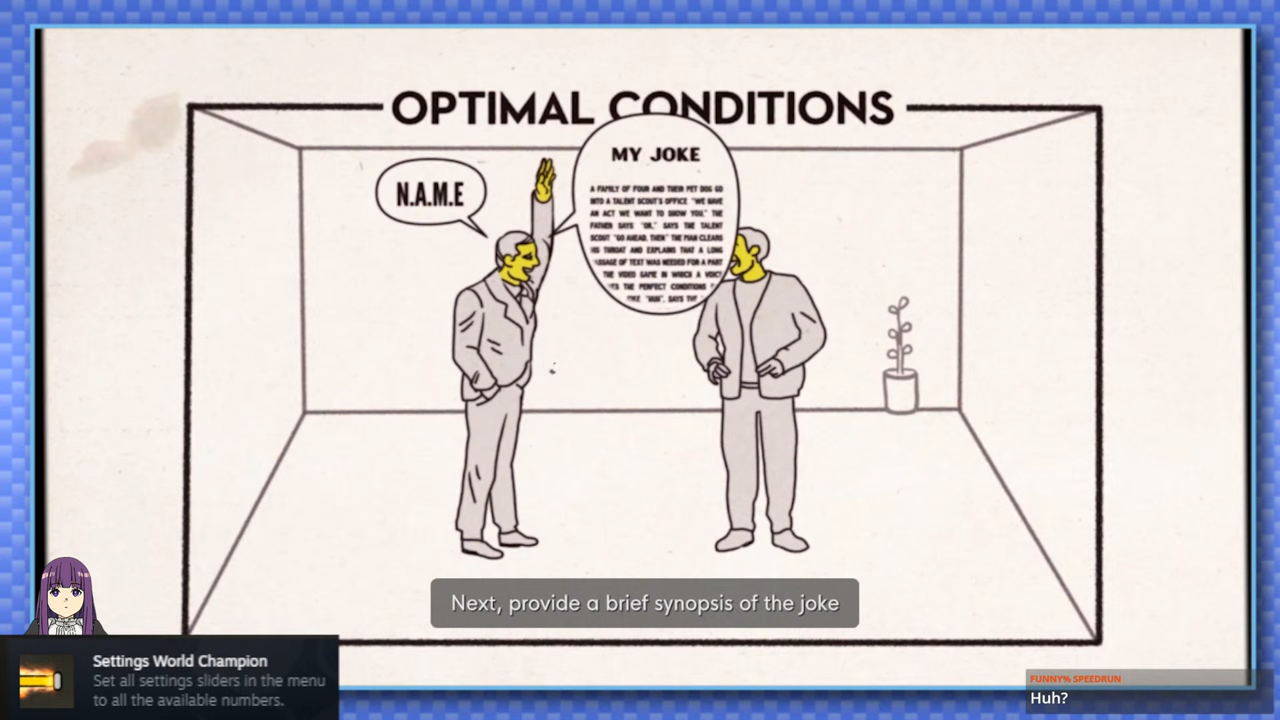 OPTIMAL CONDITIONS
N.A.M.E
MY JOKE
A FAMILY OF FOUR AND THEIR PET DOG GO
INTO A TALENT SCOUT'S OFFICE "WE HAVE
AN ACT WE WANT TO SHOW YOU," THE
FATHER SAYS "OK," SAYS THE TALENT
SCOUT "GO AHEAD, THEN" THE MAN CLEARS
HIS THROAT AND EXPLAINS THAT A LONG
PASSAGE OF TEXT WAS NEEDED FOR A PART
THE VIDEO GAME IN WHICH A VOICE
THE PERFECT CONDITIONS
"HUH", SAYS THE
Next, provide a brief synopsis of the joke
Settings World Champion
Set all settings sliders in the menu
to all the available numbers.
FUNNY% SPEEDRUN
Huh?